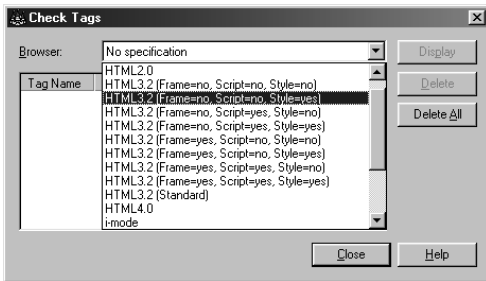 Check Tags
Browser: No specification Display
HTML2.0
Tag Name HTML3.2 (Frame=no, Script=no, Style=no) Delete
HTML3.2 (Frame=no, Script=no, Style=yes)
HTML3.2 (Frame=no, Script=yes, Style=no) Delete All
HTML3.2 (Frame=no, Script=yes, Style=yes)
HTML3.2 (Frame=yes, Script=no, Style=no)
HTML3.2 (Frame=yes, Script=no, Style=yes)
HTML3.2 (Frame=yes, Script=yes, Style=no)
HTML3.2 (Frame=yes, Script=yes, Style=yes)
HTML3.2 (Standard)
HTML4.0
i-mode
Close Help